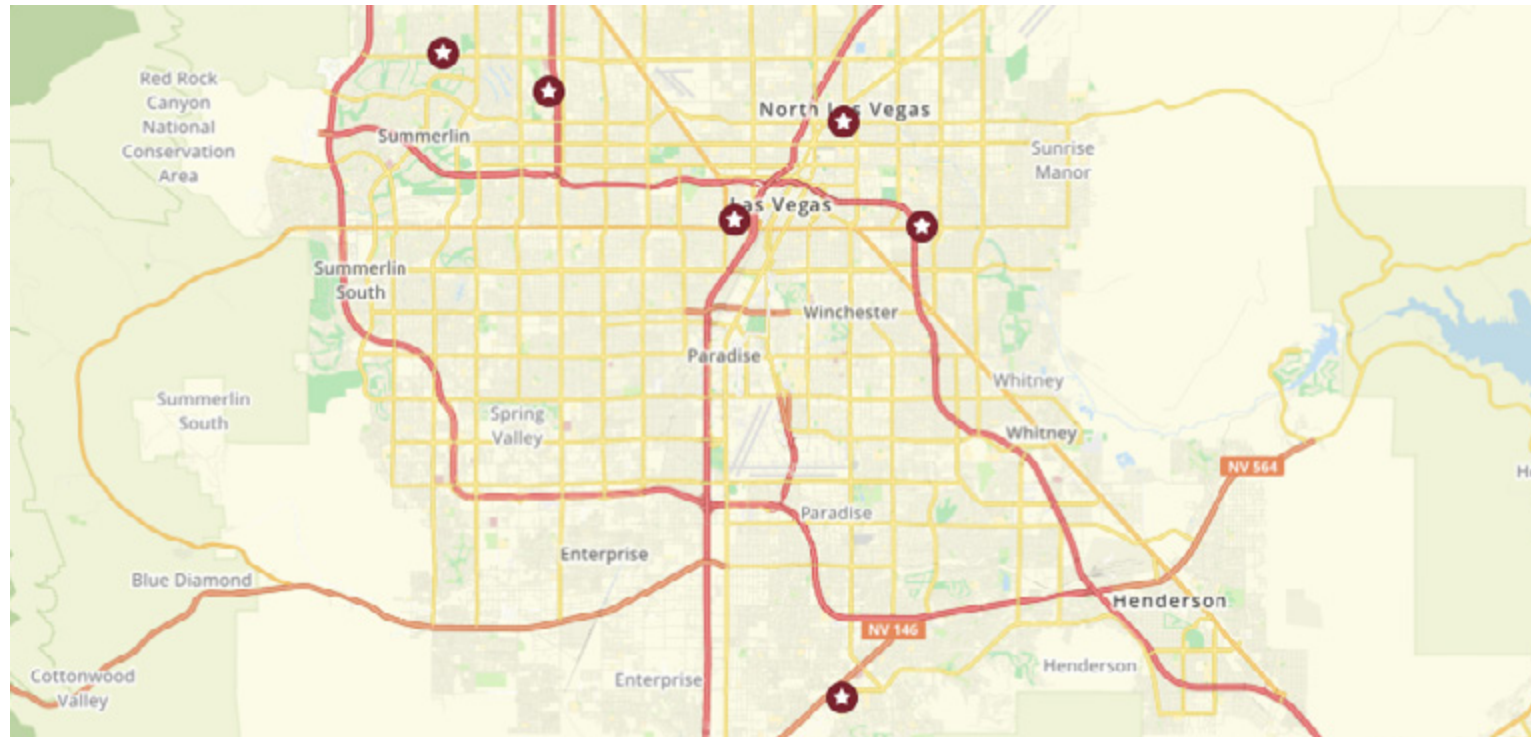 Red Rock
Canyon
National
Conservation
Area
Summerlin
North Las Vegas
Sunrise
Manor
Las Vegas
Summerlin
South
Winchester
Paradise
Whitney
Summerlin
South
Spring
Valley
Whitney
NV 564
Paradise
Enterprise
Blue Diamond
Henderson
NV 146
Henderson
Cottonwood
Valley
Enterprise